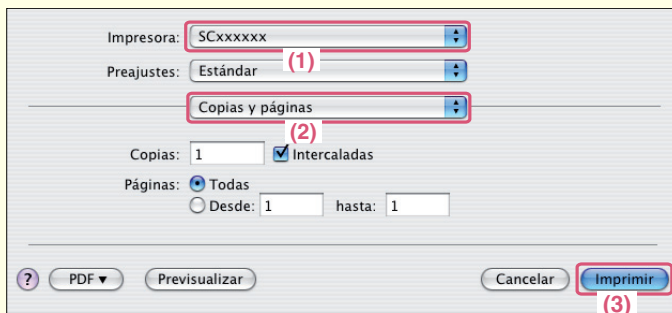 Impresora: SCxxxxxx
(1)
Preajustes: Estándar
Copias y páginas
(2)
Copias: 1 Intercaladas
Páginas: Todas
Desde: 1 hasta: 1
? PDF▼ Previsualizar Cancelar Imprimir
(3)